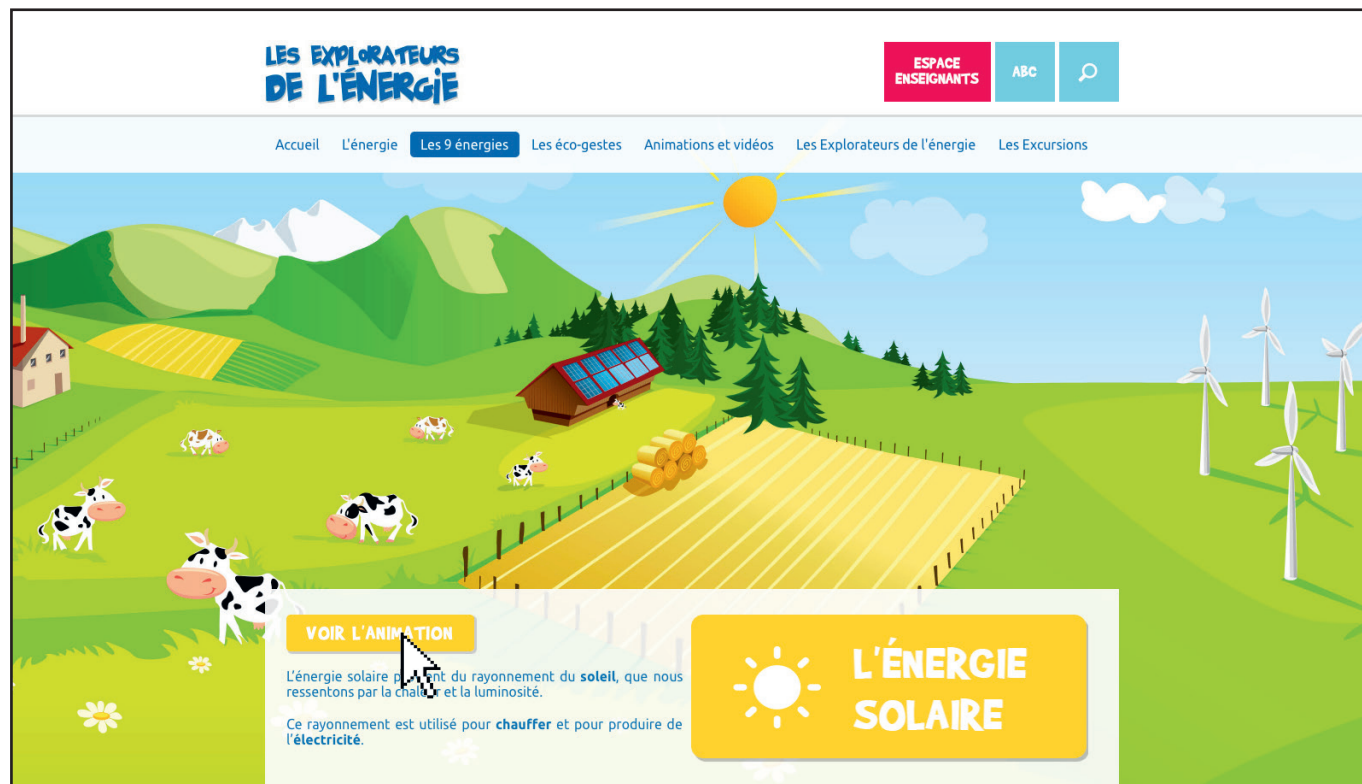 LES EXPLORATEURS
DE L'ÉNERGIE
ESPACE
ENSEIGNANTS
ABC
Accueil L'énergie Les 9 énergies Les éco-gestes Animations et vidéos Les Explorateurs de l'énergie Les Excursions
VOIR L'ANIMATION
L'énergie solaire provient du rayonnement du soleil, que nous
ressentons par la chaleur et la luminosité.
Ce rayonnement est utilisé pour chauffer et pour produire de
l'électricité.
L'ÉNERGIE
SOLAIRE